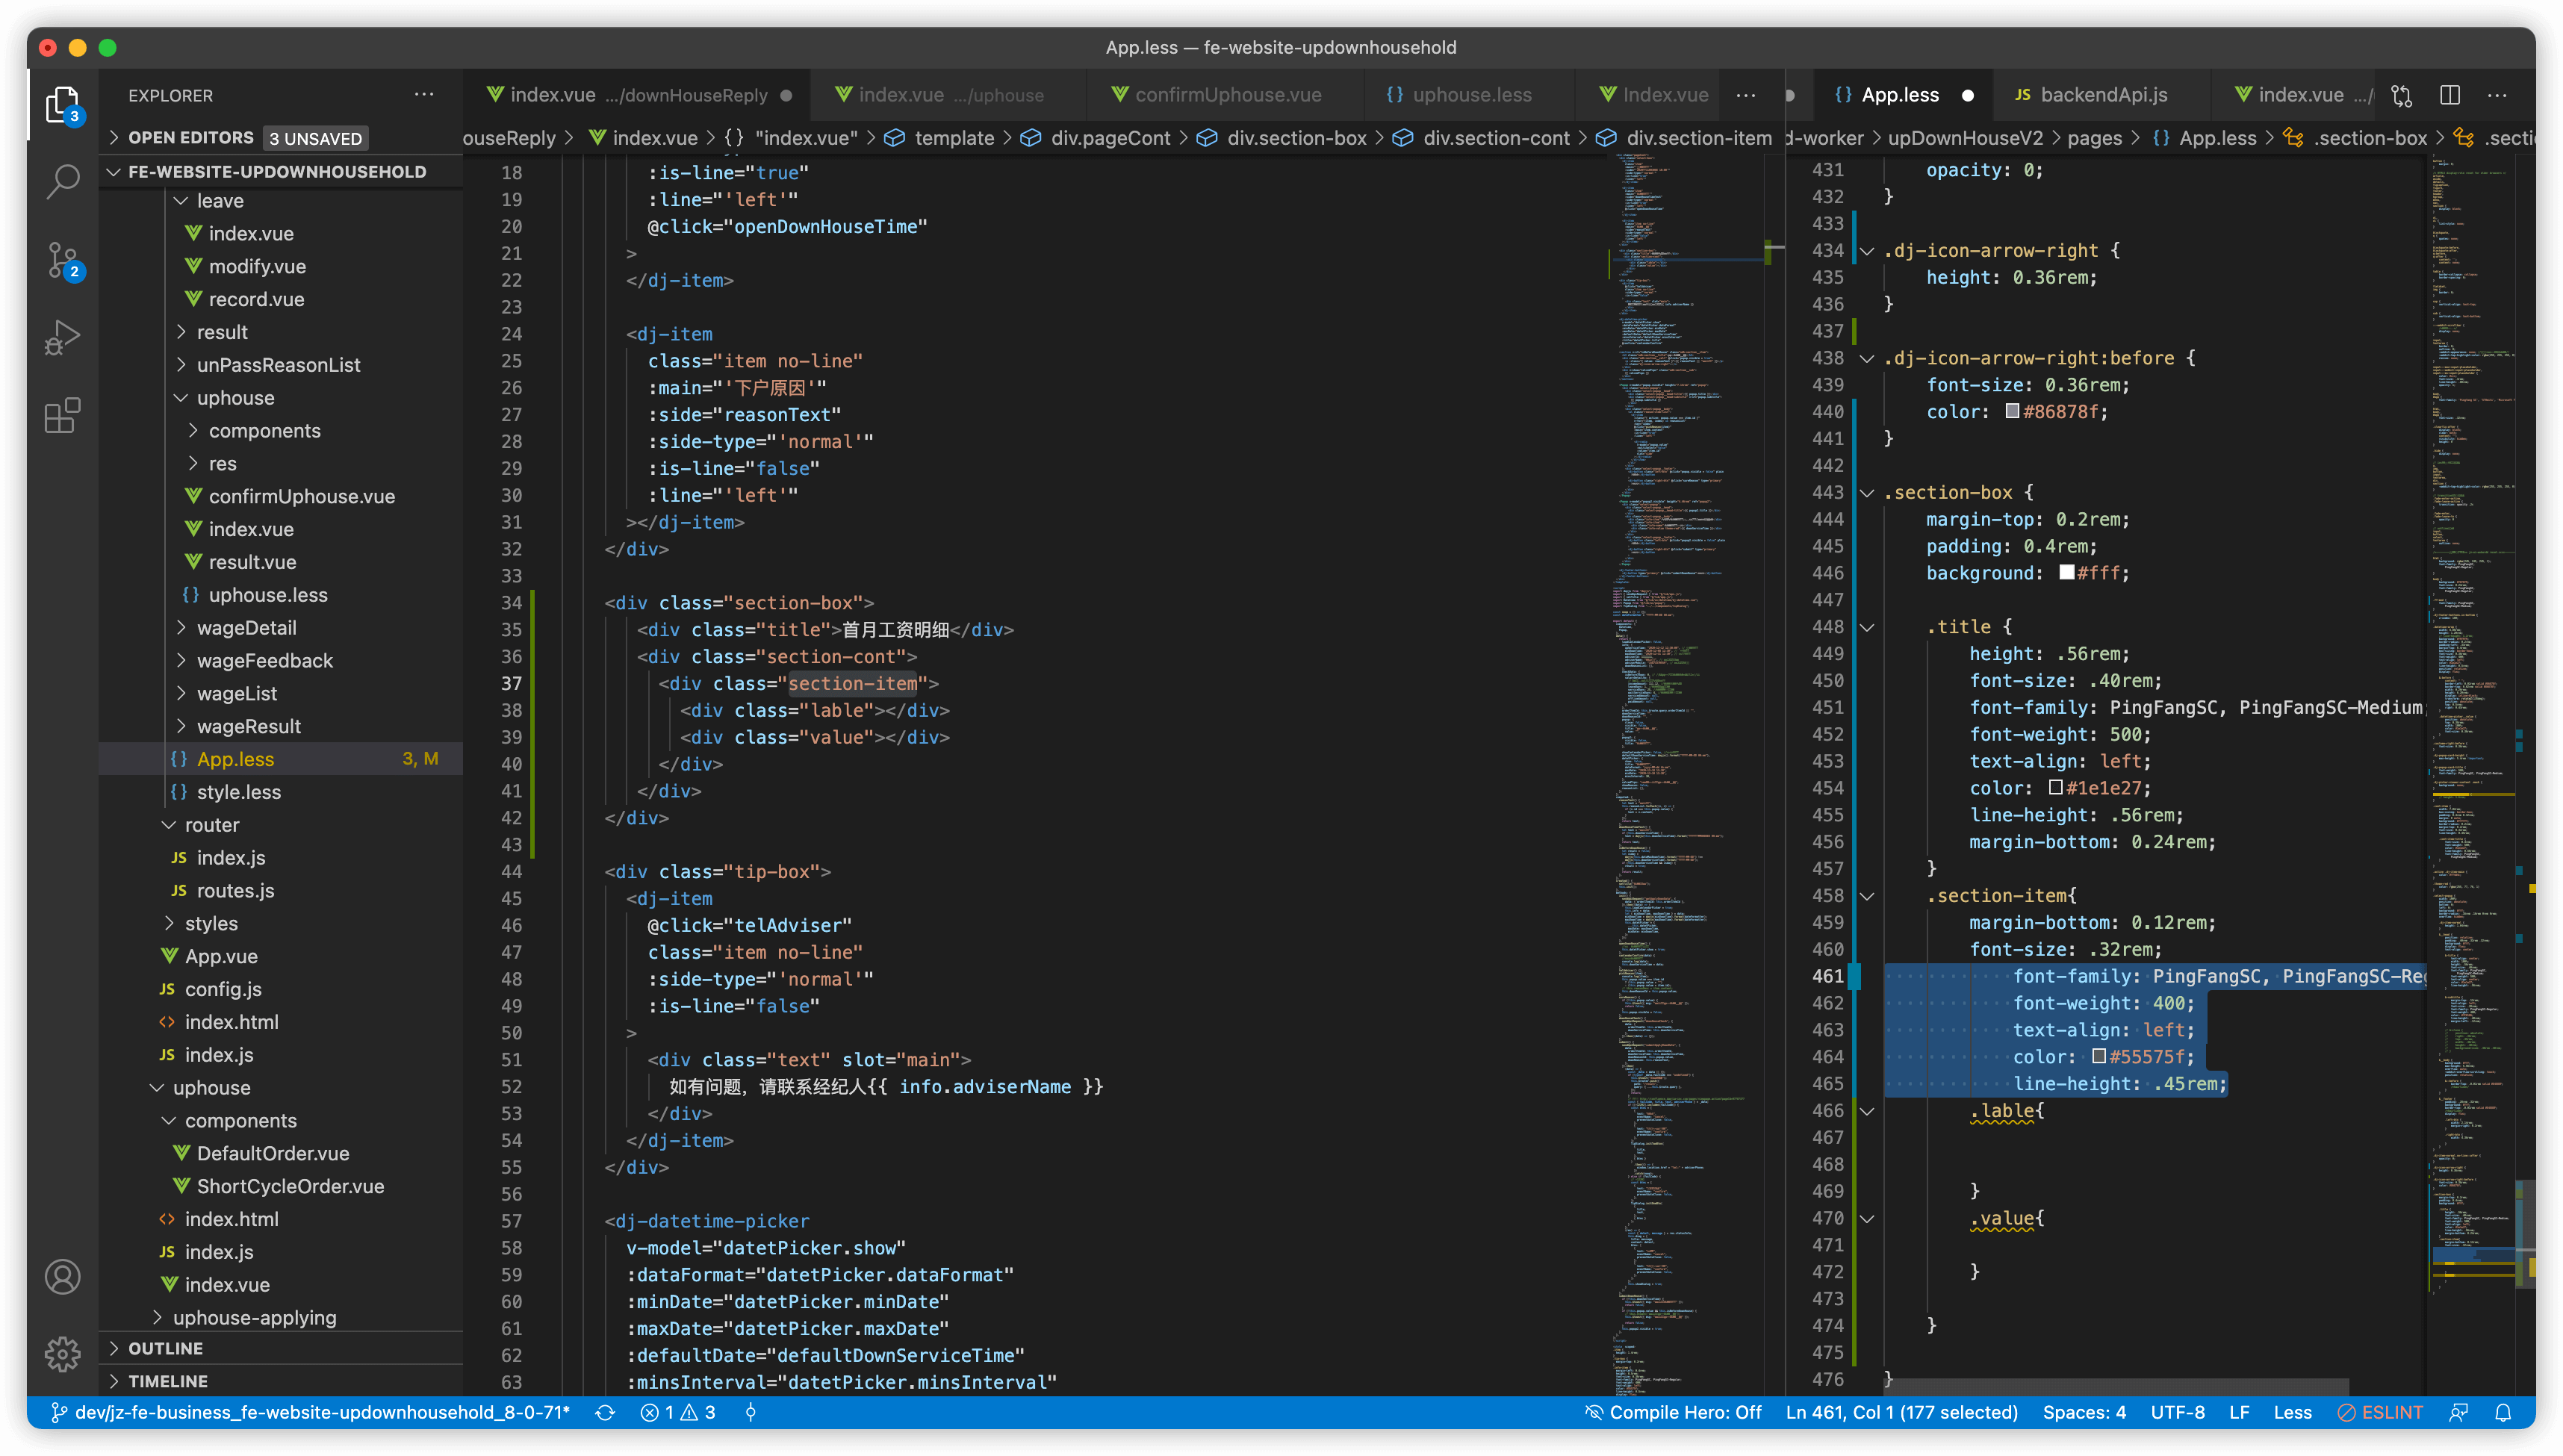 App.less — fe-website-updownhousehold
EXPLORER
3
2
OPEN EDITORS 3 UNSAVED
FE-WEBSITE-UPDOWNHOUSEHOLD
leave
index.vue
modify.vue
record.vue
result
unPassReasonList
uphouse
components
res
confirmUphouse.vue
index.vue
result.vue
{} uphouse.less
wageDetail
wageFeedback
wageList
wageResult
{} App.less 3, M
{} style.less
router
JS index.js
JS routes.js
styles
App.vue
JS config.js
<> index.html
JS index.js
uphouse
components
DefaultOrder.vue
ShortCycleOrder.vue
<> index.html
JS index.js
index.vue
uphouse-applying
OUTLINE
TIMELINE
index.vue .../downHouseReply
index.vue .../uphouse
confirmUphouse.vue
{} uphouse.less
Index.vue
ouseReply > index.vue > {} "index.vue" > template > div.pageCont > div.section-box > div.section-cont > div.section-item
18 :is-line="true"
19 :line="'left'"
20 @click="openDownHouseTime"
21 >
22 </dj-item>
23
24 <dj-item
25 class="item no-line"
26 :main="'下户原因'"
27 :side="reasonText"
28 :side-type="'normal'"
29 :is-line="false"
30 :line="'left'"
31 ></dj-item>
32 </div>
33
34 <div class="section-box">
35 <div class="title">首月工资明细</div>
36 <div class="section-cont">
37 <div class="section-item">
38 <div class="lable"></div>
39 <div class="value"></div>
40 </div>
41 </div>
42 </div>
43
44 <div class="tip-box">
45 <dj-item
46 @click="telAdviser"
47 class="item no-line"
48 :side-type="'normal'"
49 :is-line="false"
50 >
51 <div class="text" slot="main">
52 如有问题，请联系经纪人{{ info.adviserName }}
53 </div>
54 </dj-item>
55 </div>
56
57 <dj-datetime-picker
58 v-model="datetPicker.show"
59 :dataFormat="datetPicker.dataFormat"
60 :minDate="datetPicker.minDate"
61 :maxDate="datetPicker.maxDate"
62 :defaultDate="defaultDownServiceTime"
63 :minsInterval="datetPicker.minsInterval"
{} App.less
JS backendApi.js
index.vue .../
d-worker > upDownHouseV2 > pages > {} App.less > .section-box > .secti
431 opacity: 0;
432 }
433
434 .dj-icon-arrow-right {
435 height: 0.36rem;
436 }
437
438 .dj-icon-arrow-right:before {
439 font-size: 0.36rem;
440 color: #86878f;
441 }
442
443 .section-box {
444 margin-top: 0.2rem;
445 padding: 0.4rem;
446 background: #fff;
447
448 .title {
449 height: .56rem;
450 font-size: .40rem;
451 font-family: PingFangSC, PingFangSC-Medium;
452 font-weight: 500;
453 text-align: left;
454 color: #1e1e27;
455 line-height: .56rem;
456 margin-bottom: 0.24rem;
457 }
458 .section-item{
459 margin-bottom: 0.12rem;
460 font-size: .32rem;
461 font-family: PingFangSC, PingFangSC-Reg
462 font-weight: 400;
463 text-align: left;
464 color: #55575f;
465 line-height: .45rem;
466 .lable{
467
468
469 }
470 .value{
471
472 }
473
474 }
475
476 }
dev/jz-fe-business_fe-website-updownhousehold_8-0-71* 1 3
Compile Hero: Off Ln 461, Col 1 (177 selected) Spaces: 4 UTF-8 LF Less ESLINT